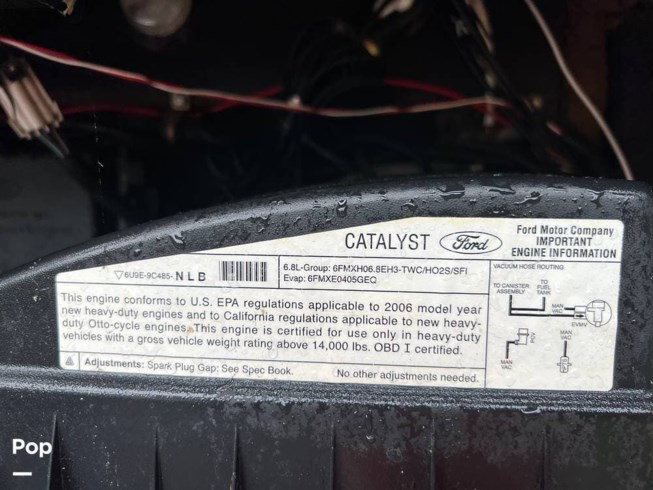 CATALYST Ford
Ford Motor Company
IMPORTANT
ENGINE INFORMATION
6U9E-9C485- NLB
6.8L-Group: 6FMXH06.8EH3-TWC/HO2S/SFI
Evap: 6FMXE0405GEQ
This engine conforms to U.S. EPA regulations applicable to 2006 model year
new heavy-duty engines and to California regulations applicable to new heavy-
duty Otto-cycle engines. This engine is certified for use only in heavy-duty
vehicles with a gross vehicle weight rating above 14,000 lbs. OBD I certified.
Adjustments: Spark Plug Gap: See Spec Book. No other adjustments needed.
VACUUM HOSE ROUTING
TO CANISTER
ASSEMBLY
TO
FUEL
TANK
MAN
VAC
EVMV
PCV
MAN
VAC
MAN
VAC
Pop